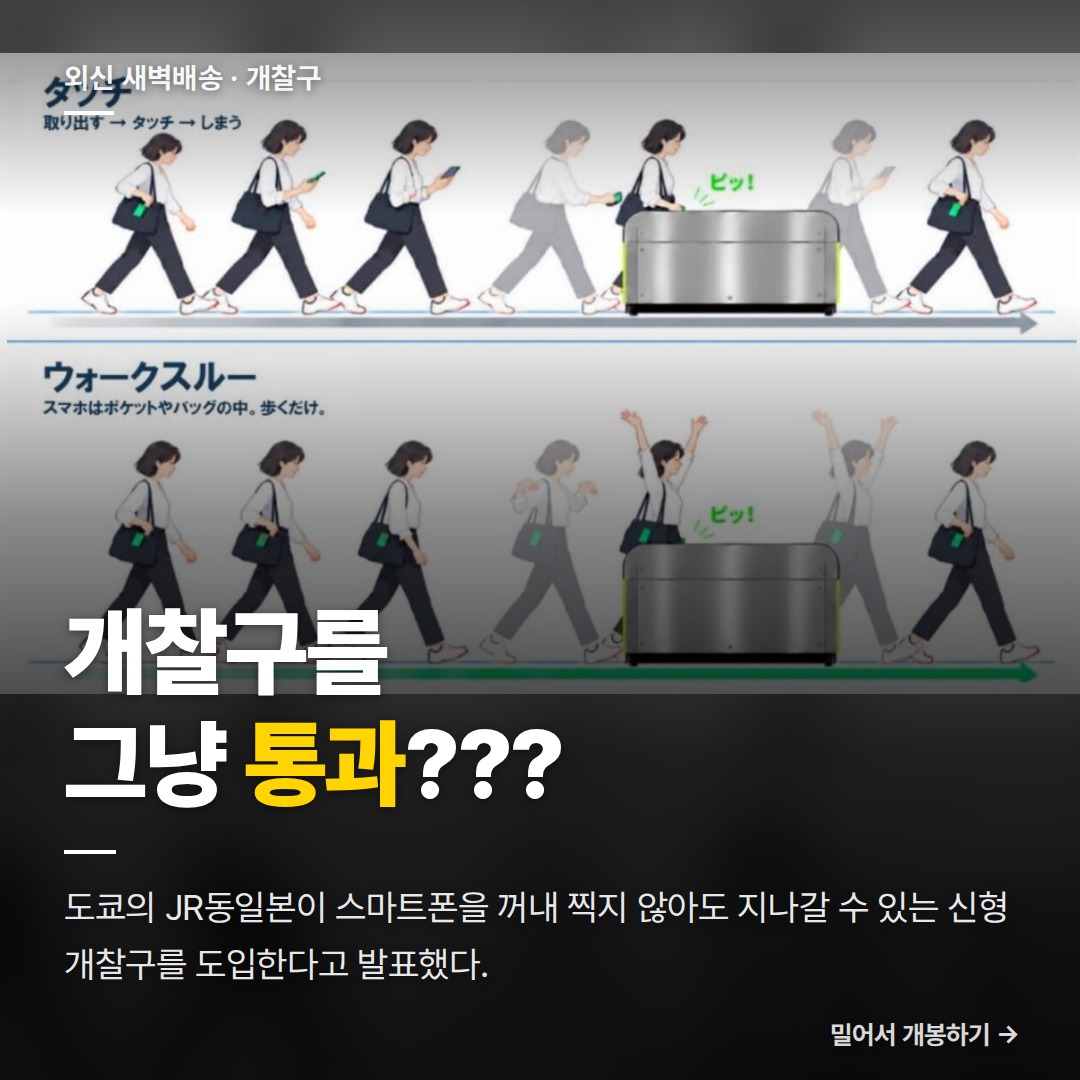 외신 새벽배송 · 개찰구
タッチ
取り出す → タッチ → しまう
ピッ!
ウォークスルー
スマホはポケットやバッグの中。歩くだけ。
ピッ!
개찰구를
그냥 통과???
도쿄의 JR동일본이 스마트폰을 꺼내 찍지 않아도 지나갈 수 있는 신형
개찰구를 도입한다고 발표했다.
밀어서 개봉하기 →